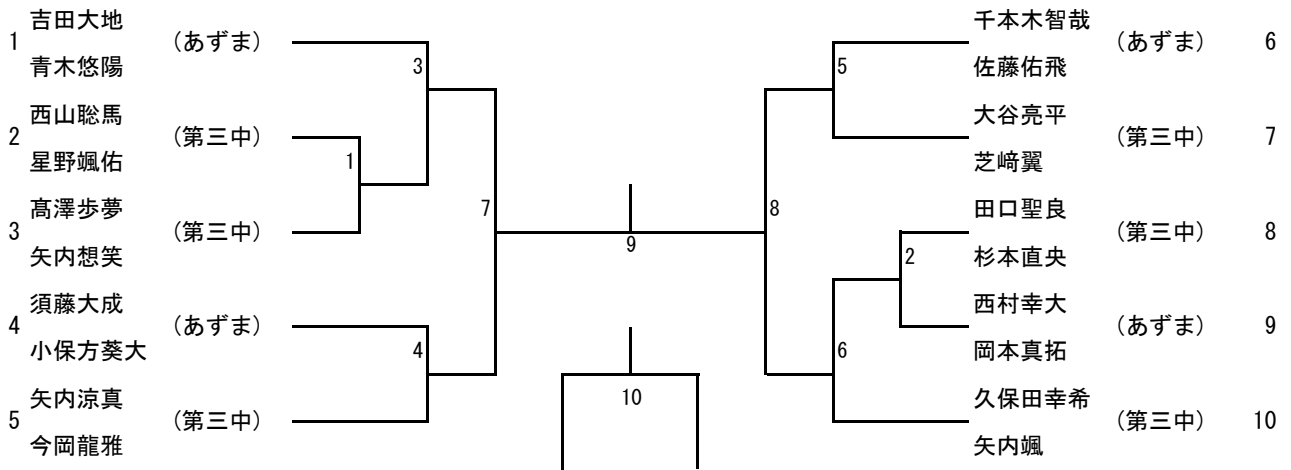 吉田大地
1 (あずま)
青木悠陽
西山聡馬
2 (第三中)
星野颯佑
髙澤歩夢
3 (第三中)
矢内想笑
須藤大成
4 (あずま)
小保方葵大
矢内涼真
5 (第三中)
今岡龍雅
3
1
4
7
9
10
8
5
2
6
千本木智哉
(あずま) 6
佐藤佑飛
大谷亮平
(第三中) 7
芝﨑翼
田口聖良
(第三中) 8
杉本直央
西村幸大
(あずま) 9
岡本真拓
久保田幸希
(第三中) 10
矢内颯